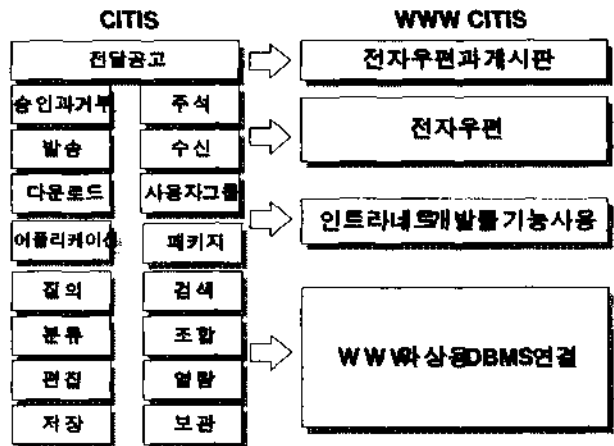 CITIS
WWW CITIS
전달공고
전자우편과게시판
승인과거부
주석
전자우편
발송
수신
다운로드
사용자그룹
인트라네트개발툴기능사용
어플리케이션
패키지
질의
검색
분류
조합
WWW와상용DBMS연결
편집
열람
저장
보관